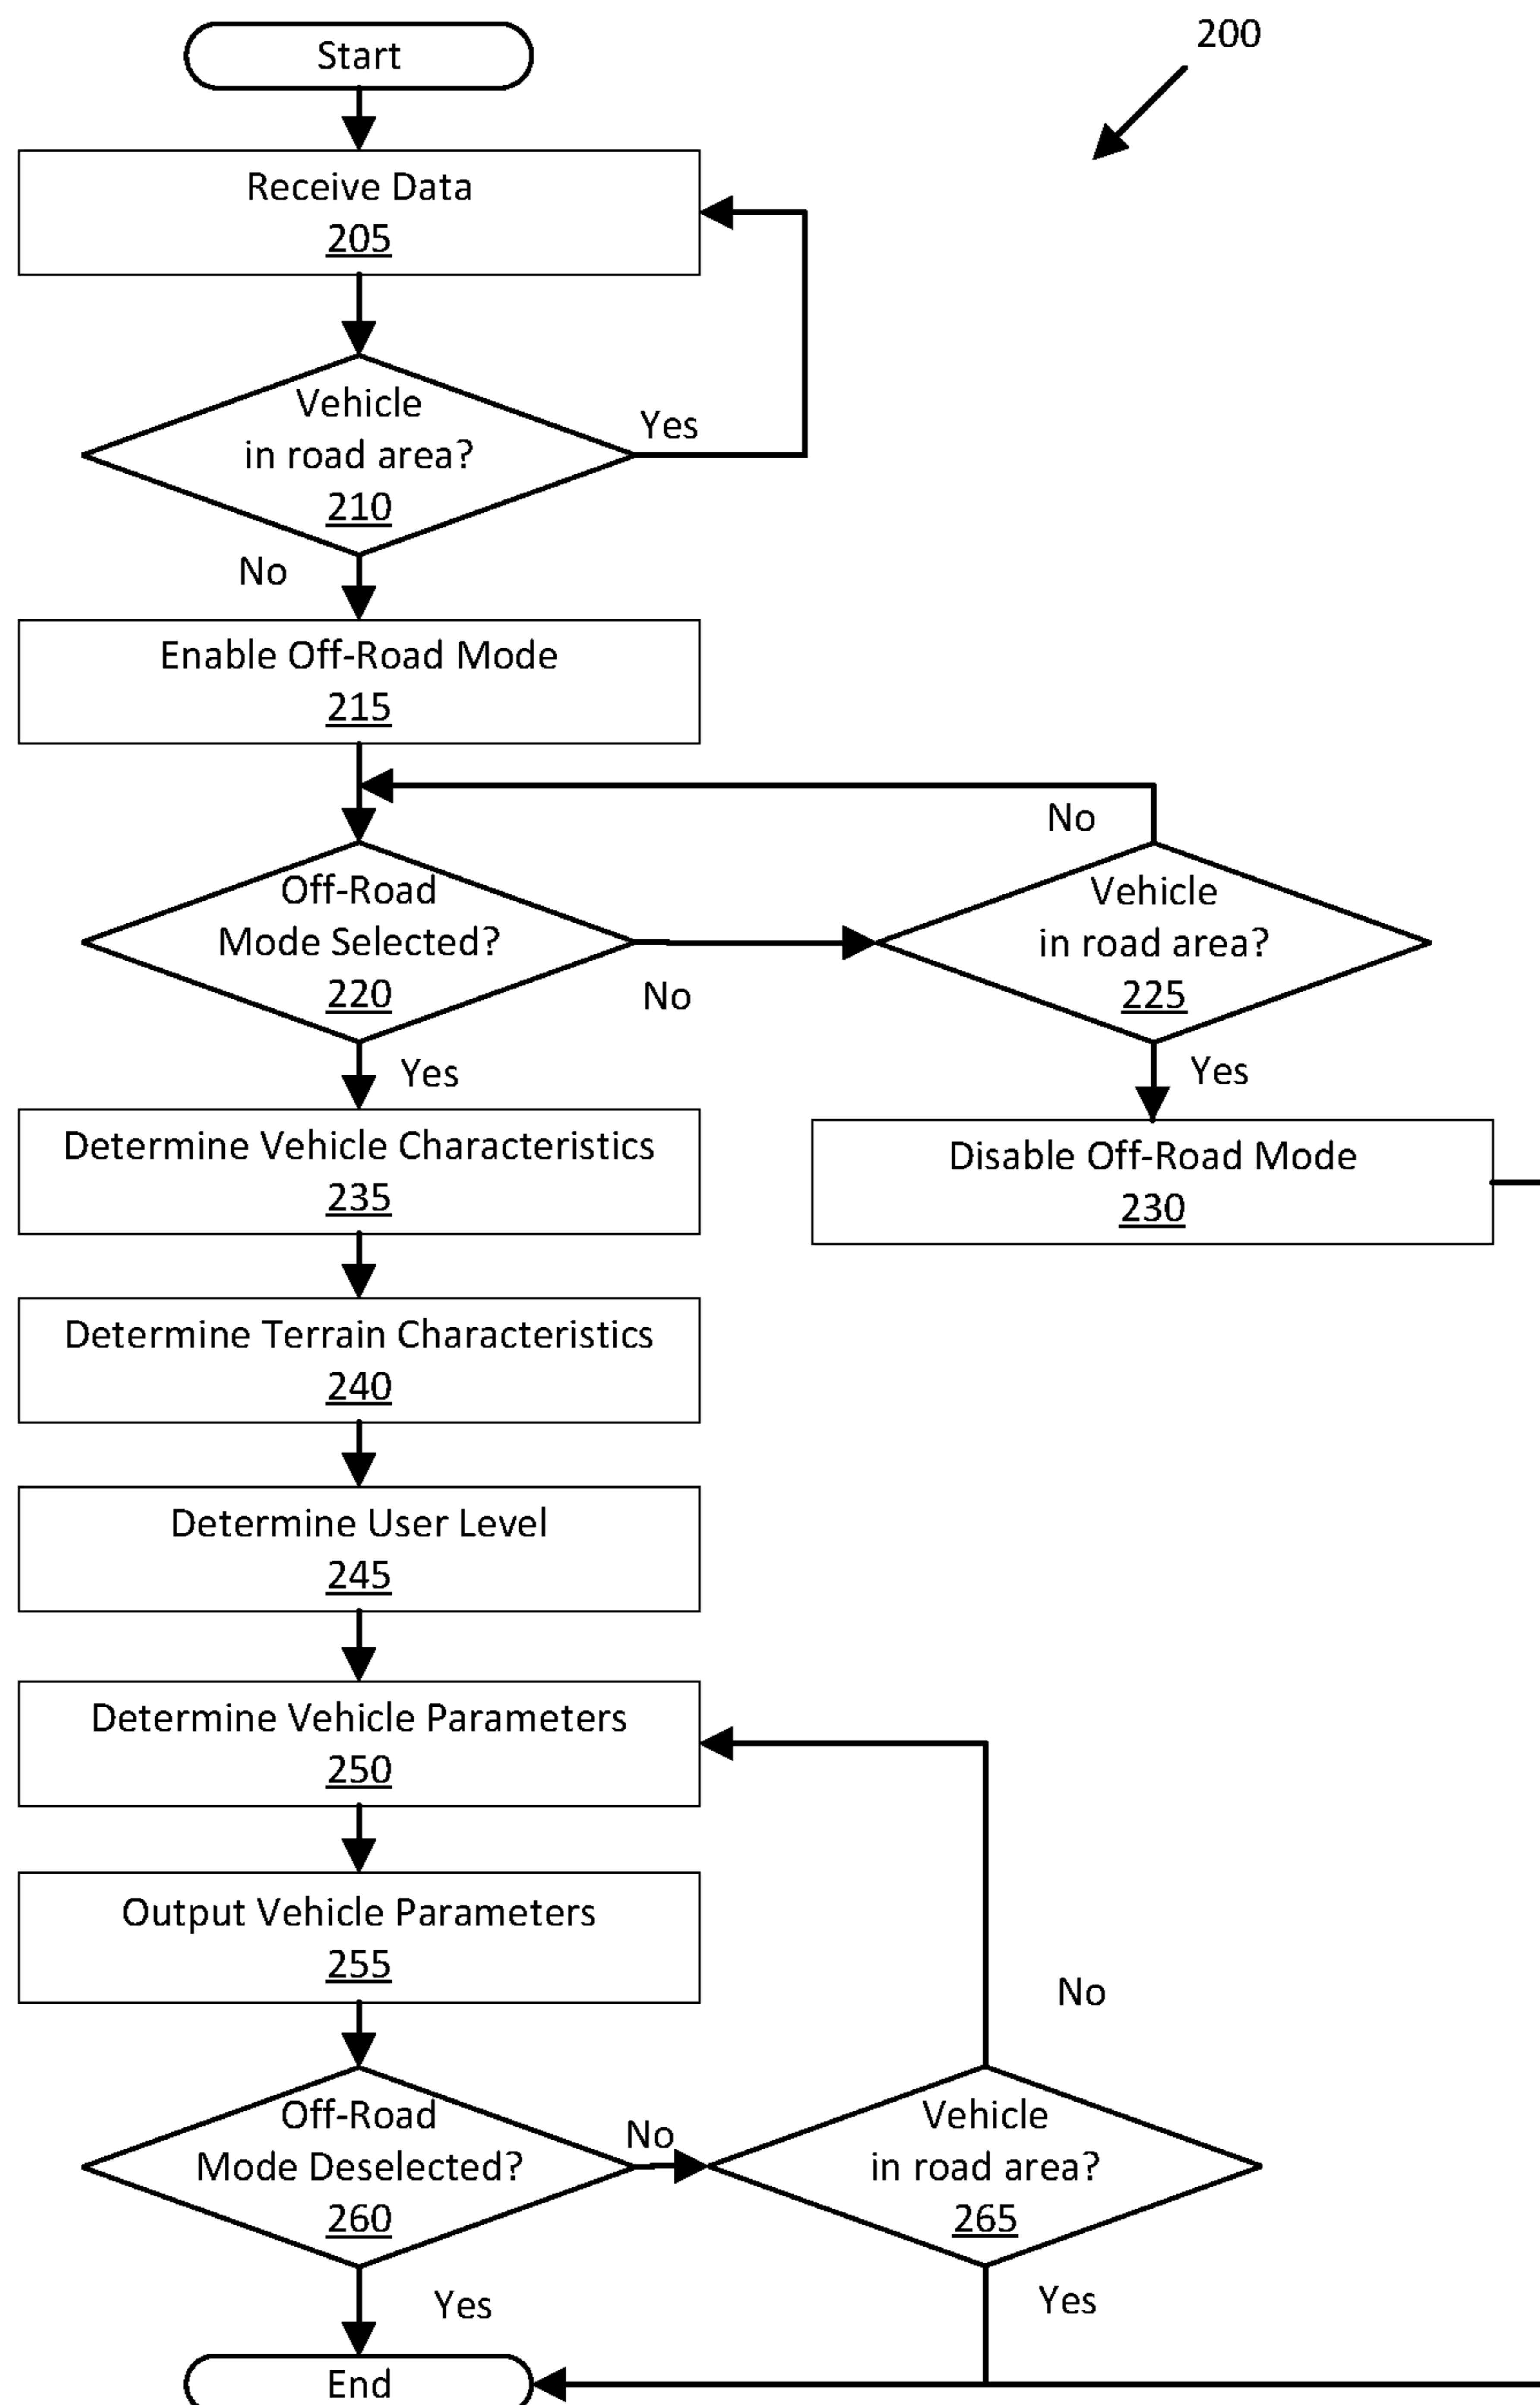 Start
200
Receive Data
205
Vehicle
in road area?
210
Yes
No
Enable Off-Road Mode
215
No
Off-Road
Mode Selected?
220
No
Vehicle
in road area?
225
Yes
Yes
Determine Vehicle Characteristics
235
Disable Off-Road Mode
230
Determine Terrain Characteristics
240
Determine User Level
245
Determine Vehicle Parameters
250
Output Vehicle Parameters
255
No
Off-Road
Mode Deselected?
260
No
Vehicle
in road area?
265
Yes
Yes
End